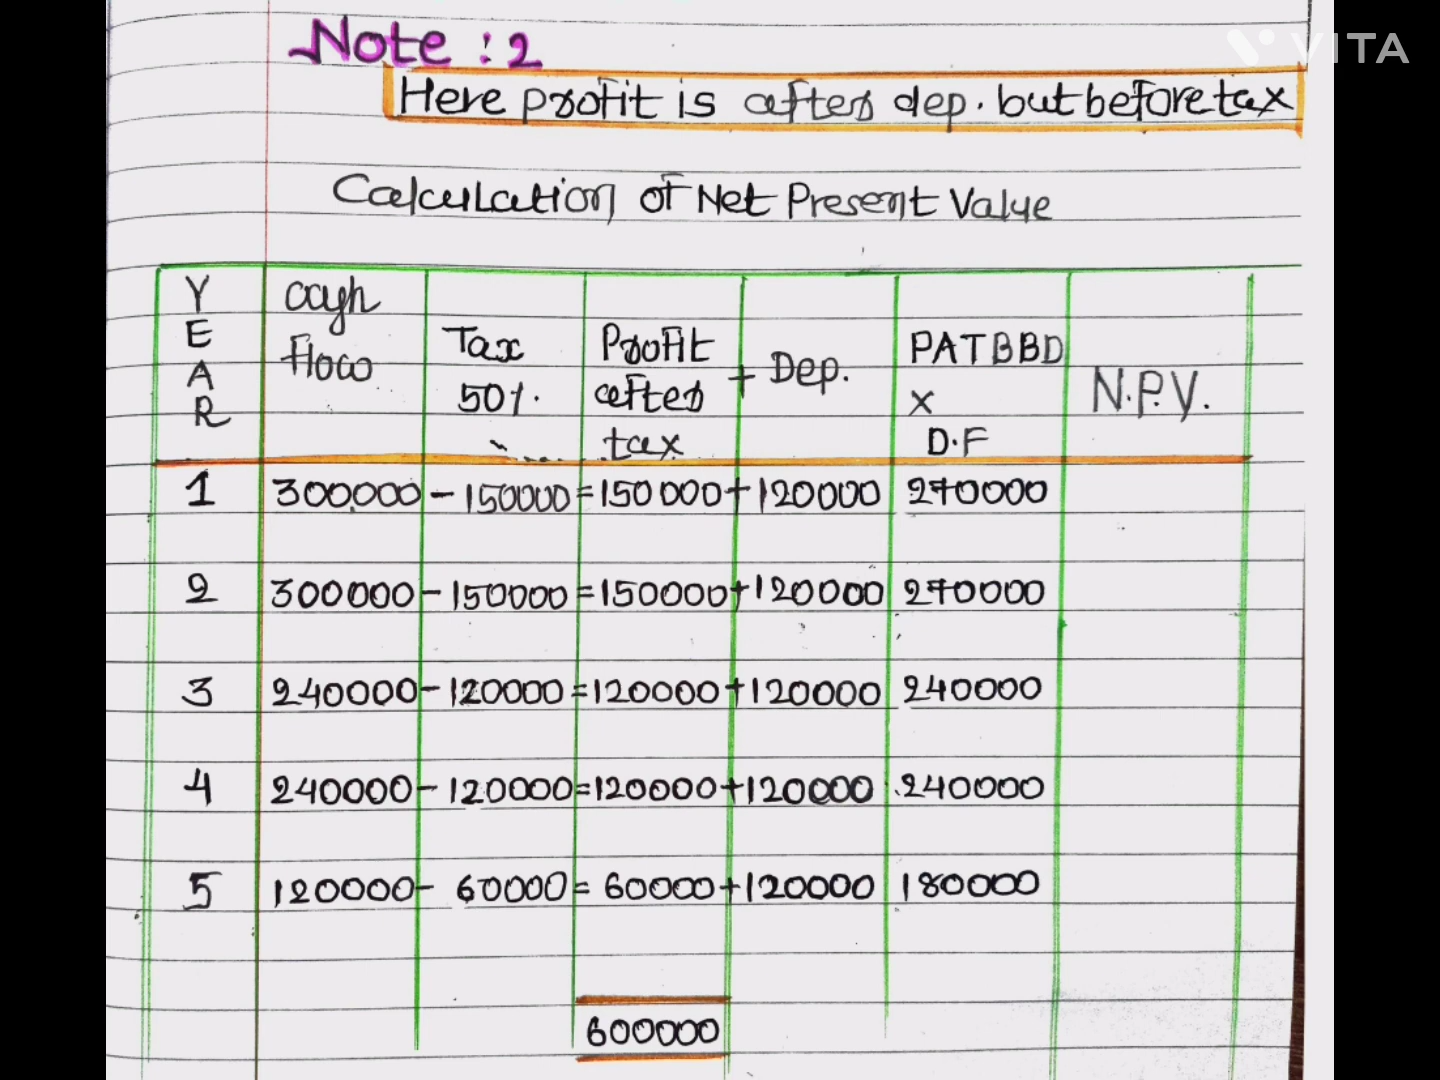 VITA
Note : 2
Here profit is after dep. but before tax
Calculation of Net Present Value
YEAR
cash flow
Tax 50%.
Profit after tax
+ Dep.
PATBBD x D.F
N.P.V.
1 300000 - 150000 = 150000 + 120000 270000
2 300000 - 150000 = 150000 + 120000 270000
3 240000 - 120000 = 120000 + 120000 240000
4 240000 - 120000 = 120000 + 120000 240000
5 120000 - 60000 = 60000 + 120000 180000
600000